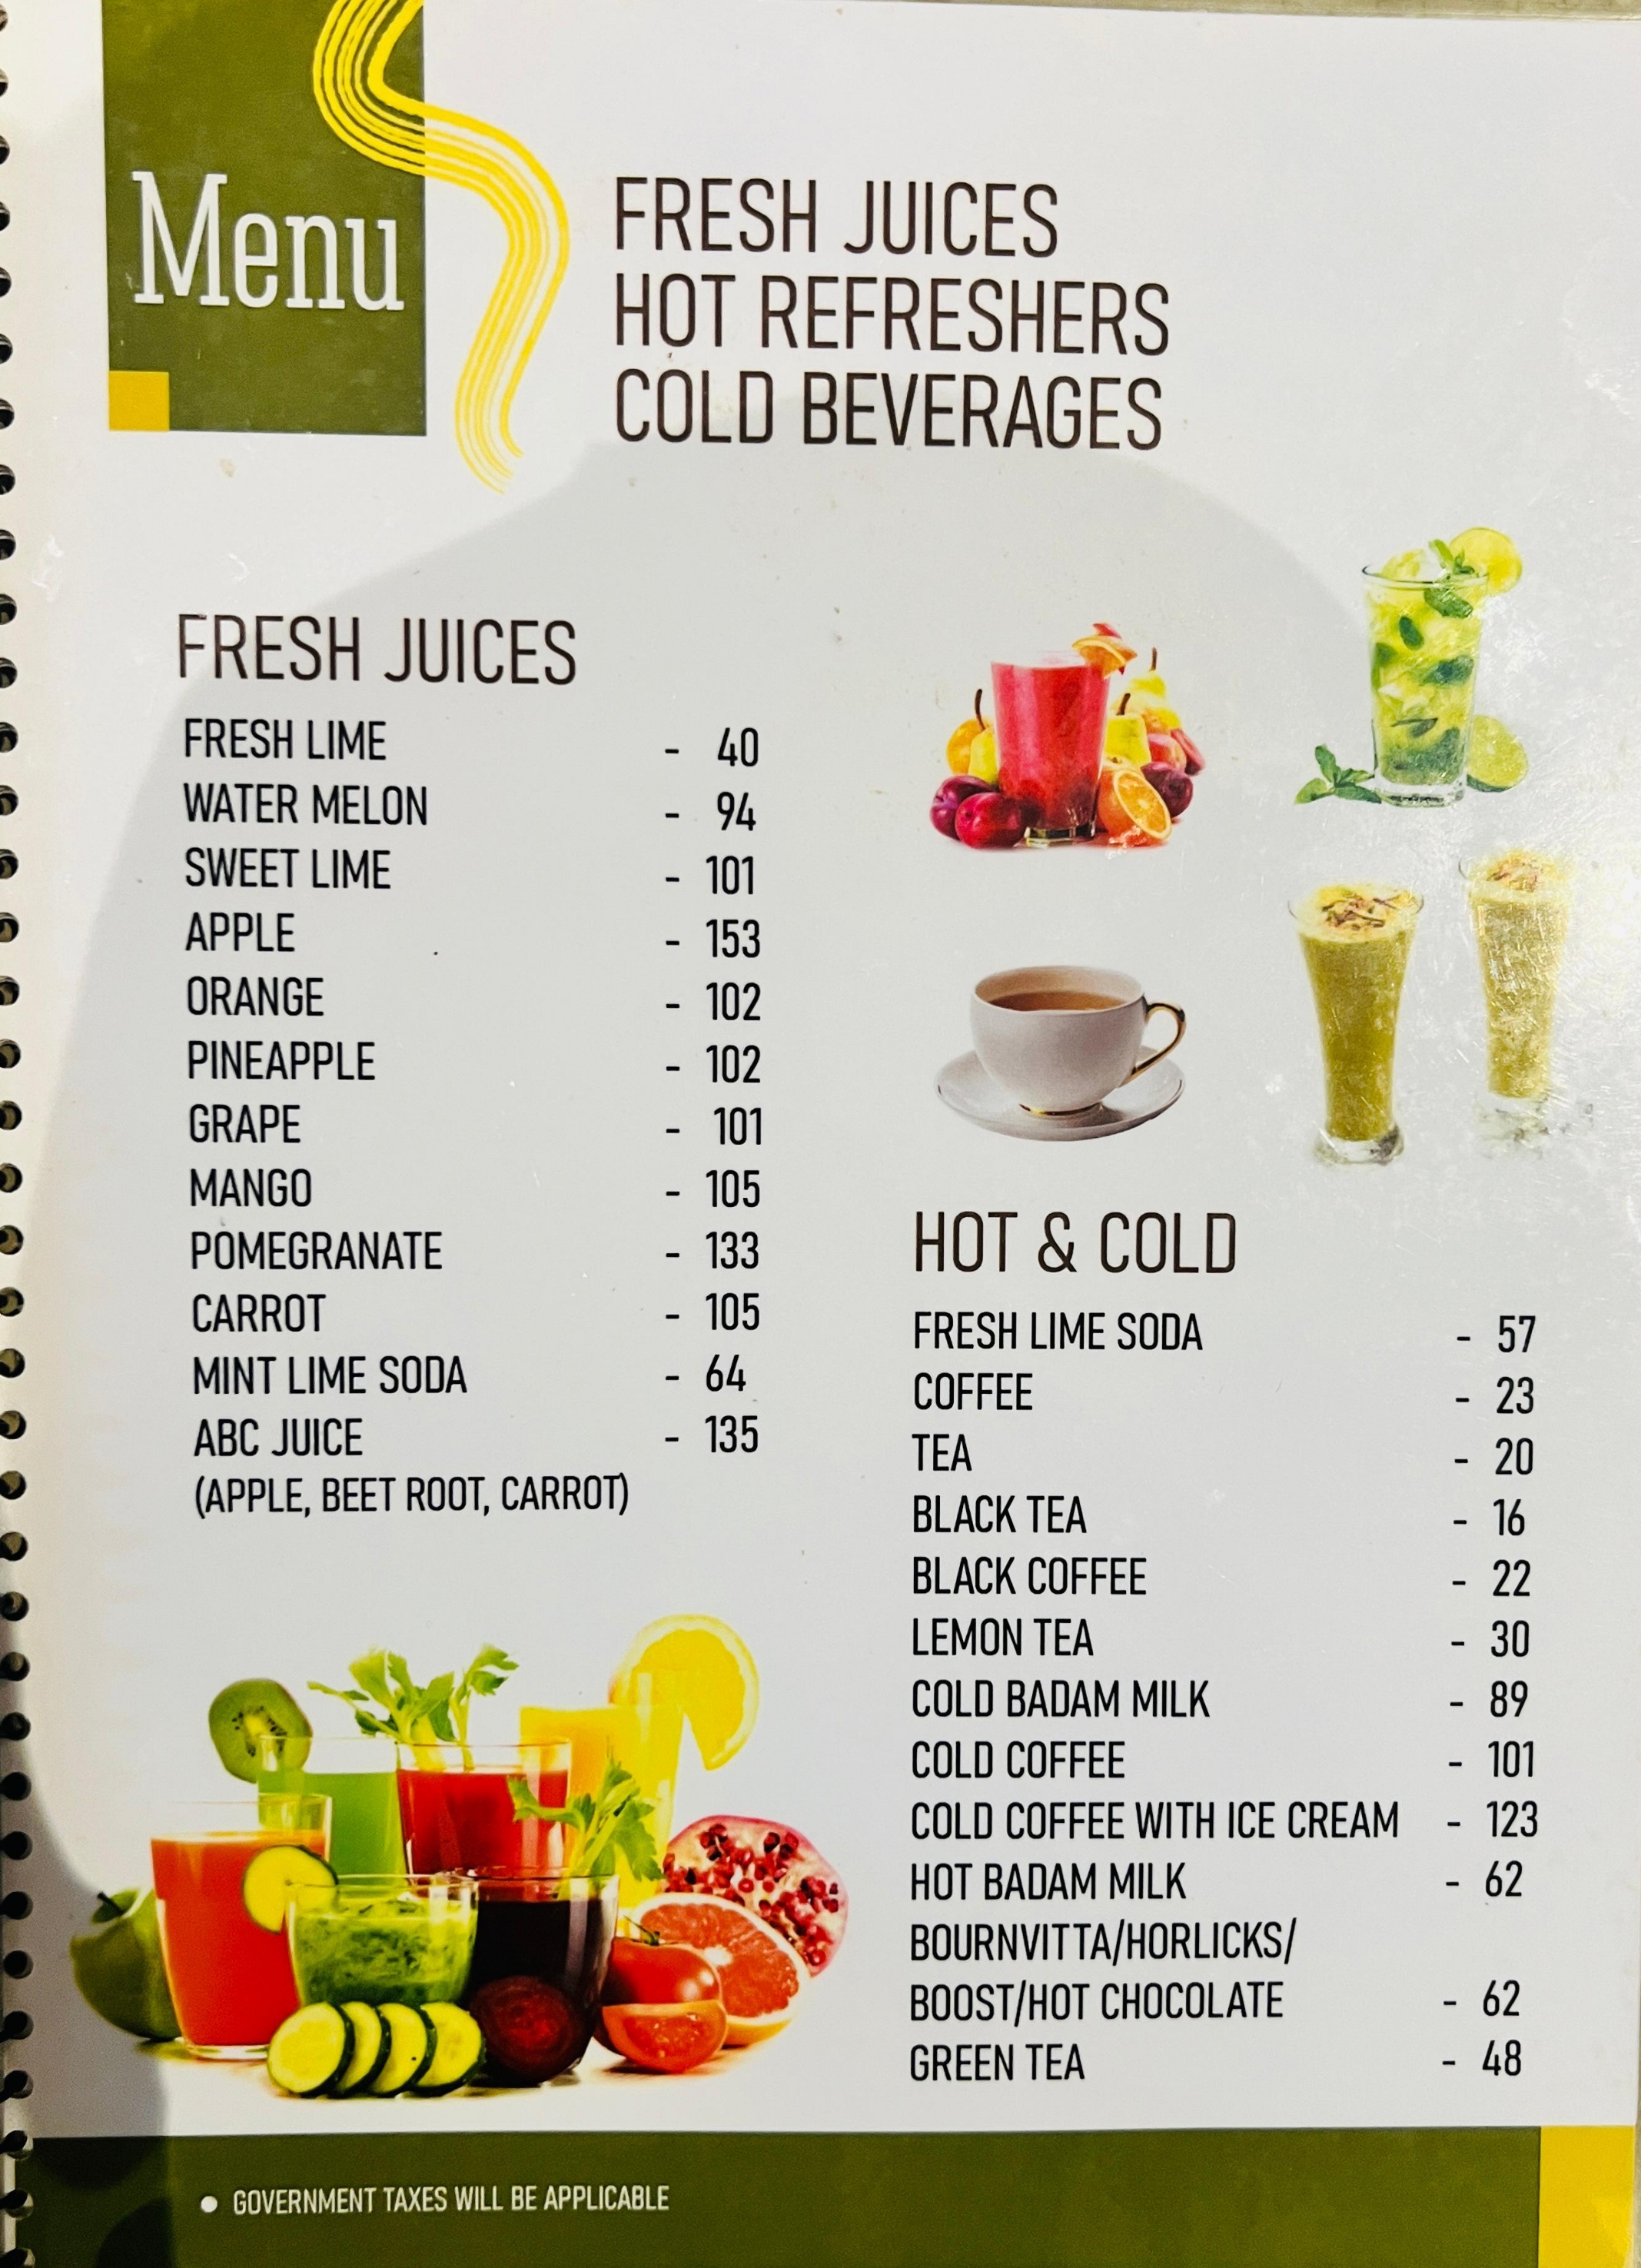 Menu
FRESH JUICES
HOT REFRESHERS
COLD BEVERAGES
FRESH JUICES
FRESH LIME - 40
WATER MELON - 94
SWEET LIME - 101
APPLE - 153
ORANGE - 102
PINEAPPLE - 102
GRAPE - 101
MANGO - 105
POMEGRANATE - 133
CARROT - 105
MINT LIME SODA - 64
ABC JUICE - 135
(APPLE, BEET ROOT, CARROT)
HOT & COLD
FRESH LIME SODA - 57
COFFEE - 23
TEA - 20
BLACK TEA - 16
BLACK COFFEE - 22
LEMON TEA - 30
COLD BADAM MILK - 89
COLD COFFEE - 101
COLD COFFEE WITH ICE CREAM - 123
HOT BADAM MILK - 62
BOURNVITTA/HORLICKS/
BOOST/HOT CHOCOLATE - 62
GREEN TEA - 48
• GOVERNMENT TAXES WILL BE APPLICABLE